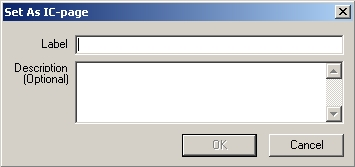 Set As IC-page
Label
Description
(Optional)
OK
Cancel